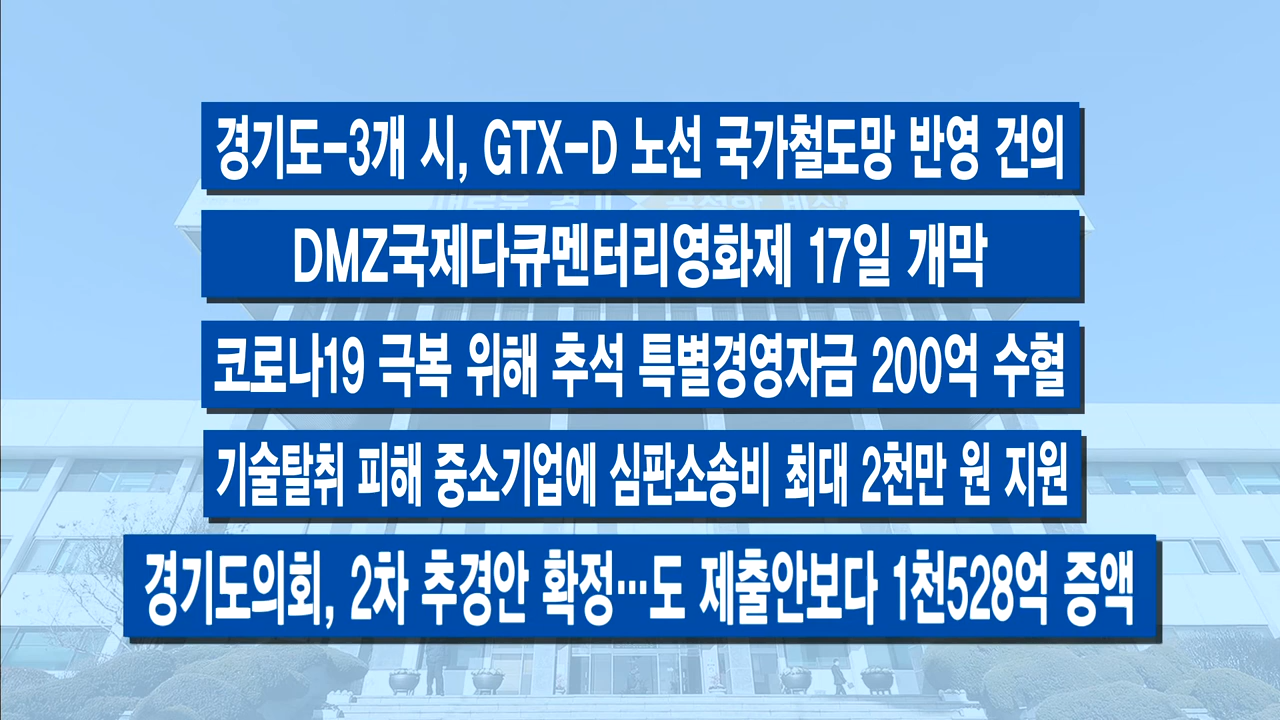 경기도-3개 시, GTX-D 노선 국가철도망 반영 건의
DMZ국제다큐멘터리영화제 17일 개막
코로나19 극복 위해 추석 특별경영자금 200억 수혈
기술탈취 피해 중소기업에 심판소송비 최대 2천만 원 지원
경기도의회, 2차 추경안 확정…도 제출안보다 1천528억 증액